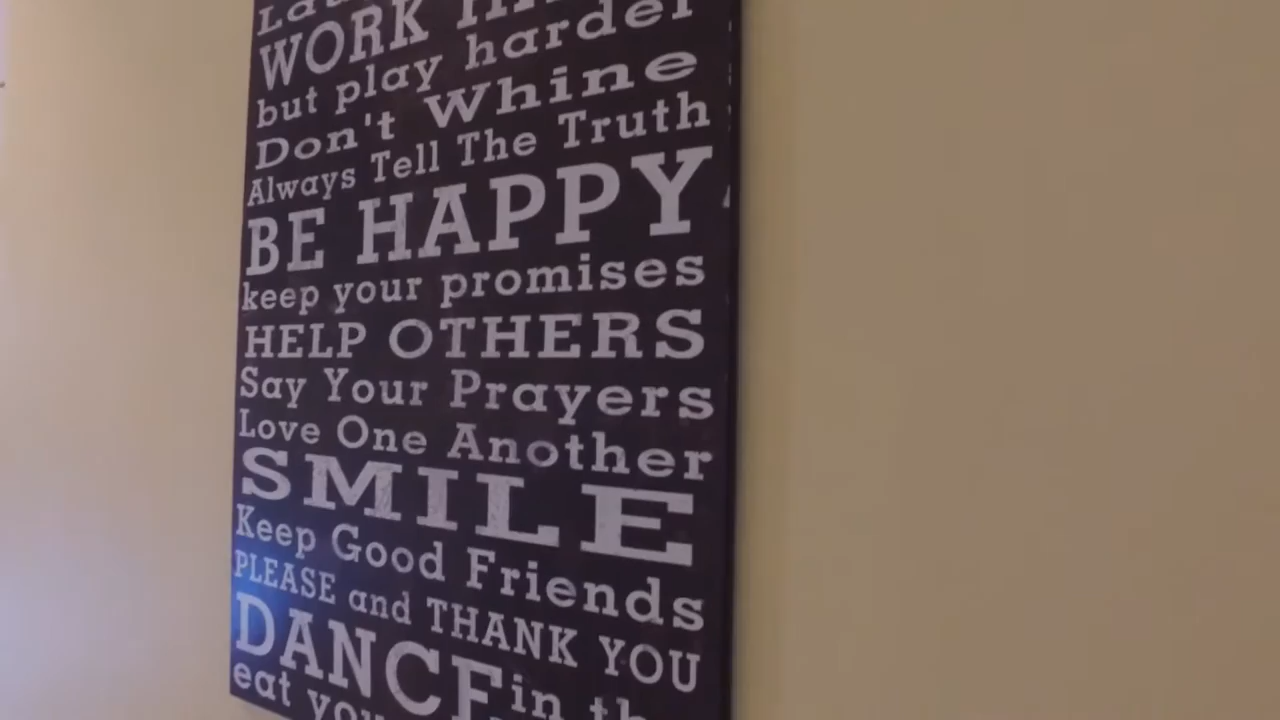 WORK
but play harder
Don't Whine
Always Tell The Truth
BE HAPPY
keep your promises
HELP OTHERS
Say Your Prayers
Love One Another
SMILE
Keep Good Friends
PLEASE and THANK YOU
DANCE in
eat